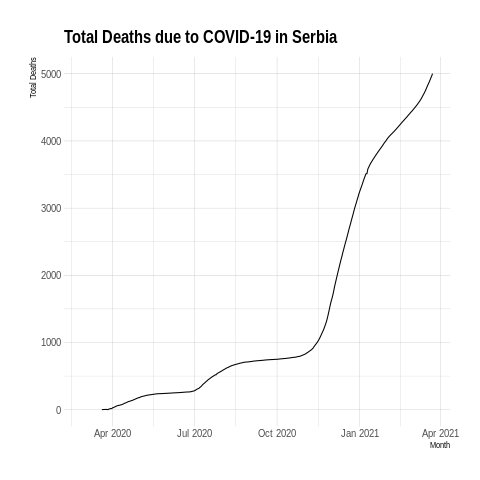 Total Deaths due to COVID-19 in Serbia
Total Deaths
5000
4000
3000
2000
1000
0
Apr 2020 Jul 2020 Oct 2020 Jan 2021 Apr 2021
Month